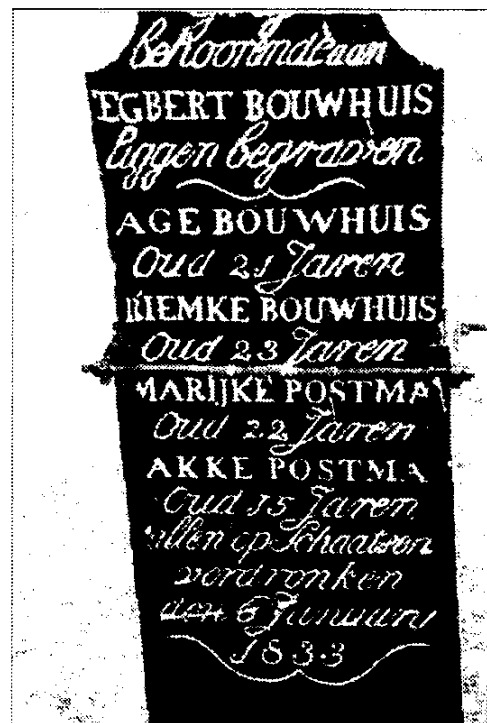 behoorende aan
EGBERT BOUWHUIS
liggen begraven
AGE BOUWHUIS
Oud 21 Jaren
RIEMKE BOUWHUIS
Oud 23 Jaren
MARIJKE POSTMA
Oud 22 Jaren
AKKE POSTMA
Oud 15 Jaren
allen op Schaatsen
verdronken
den 6 January
1833